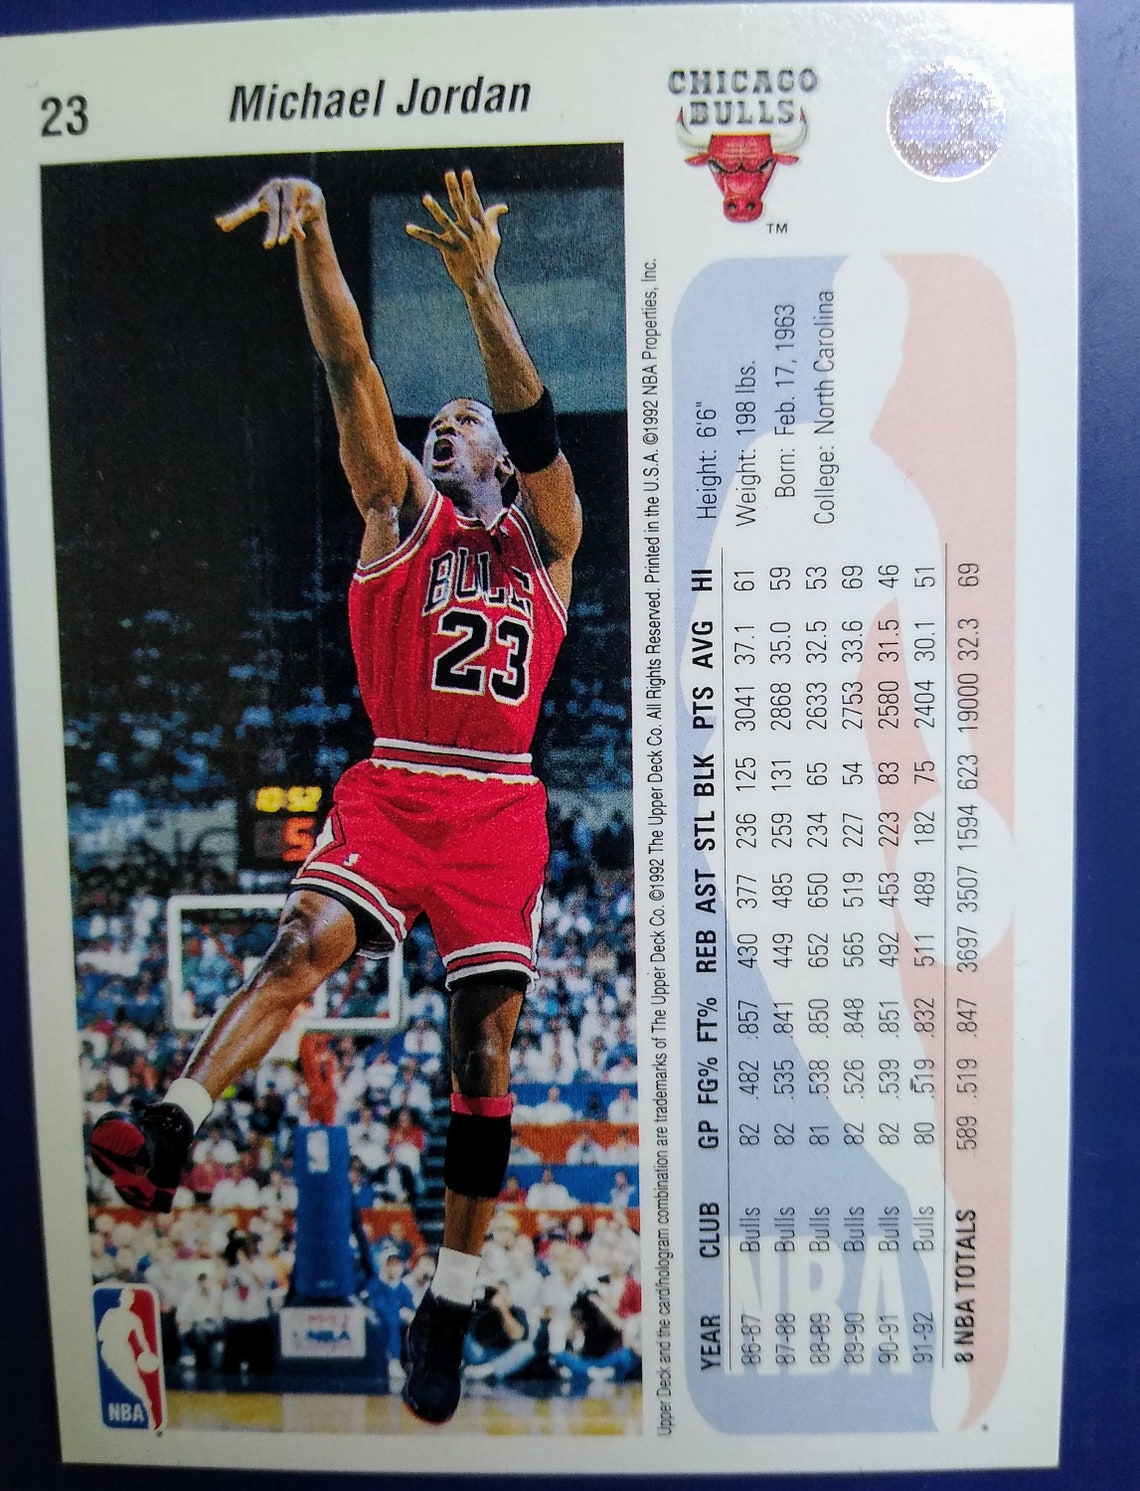 23
Michael Jordan
CHICAGO
BULLS
TM
BULLS
23
5
NBA
NBA
Upper Deck and the card/hologram combination are trademarks of The Upper Deck Co. ©1992 The Upper Deck Co. All Rights Reserved. Printed in the U.S.A. ©1992 NBA Properties, Inc.
Height: 6'6"
Weight: 198 lbs.
Born: Feb. 17, 1963
College: North Carolina
YEAR CLUB GP FG% FT% REB AST STL BLK PTS AVG HI
86-87 Bulls 82 .482 .857 430 377 236 125 3041 37.1 61
87-88 Bulls 82 .535 .841 449 485 259 131 2868 35.0 59
88-89 Bulls 81 .538 .850 652 650 234 65 2633 32.5 53
89-90 Bulls 82 .526 .848 565 519 227 54 2753 33.6 69
90-91 Bulls 82 .539 .851 492 453 223 83 2580 31.5 46
91-92 Bulls 80 .519 .832 511 489 182 75 2404 30.1 51
8 NBA TOTALS 589 .519 .847 3697 3507 1594 623 19000 32.3 69
NBA